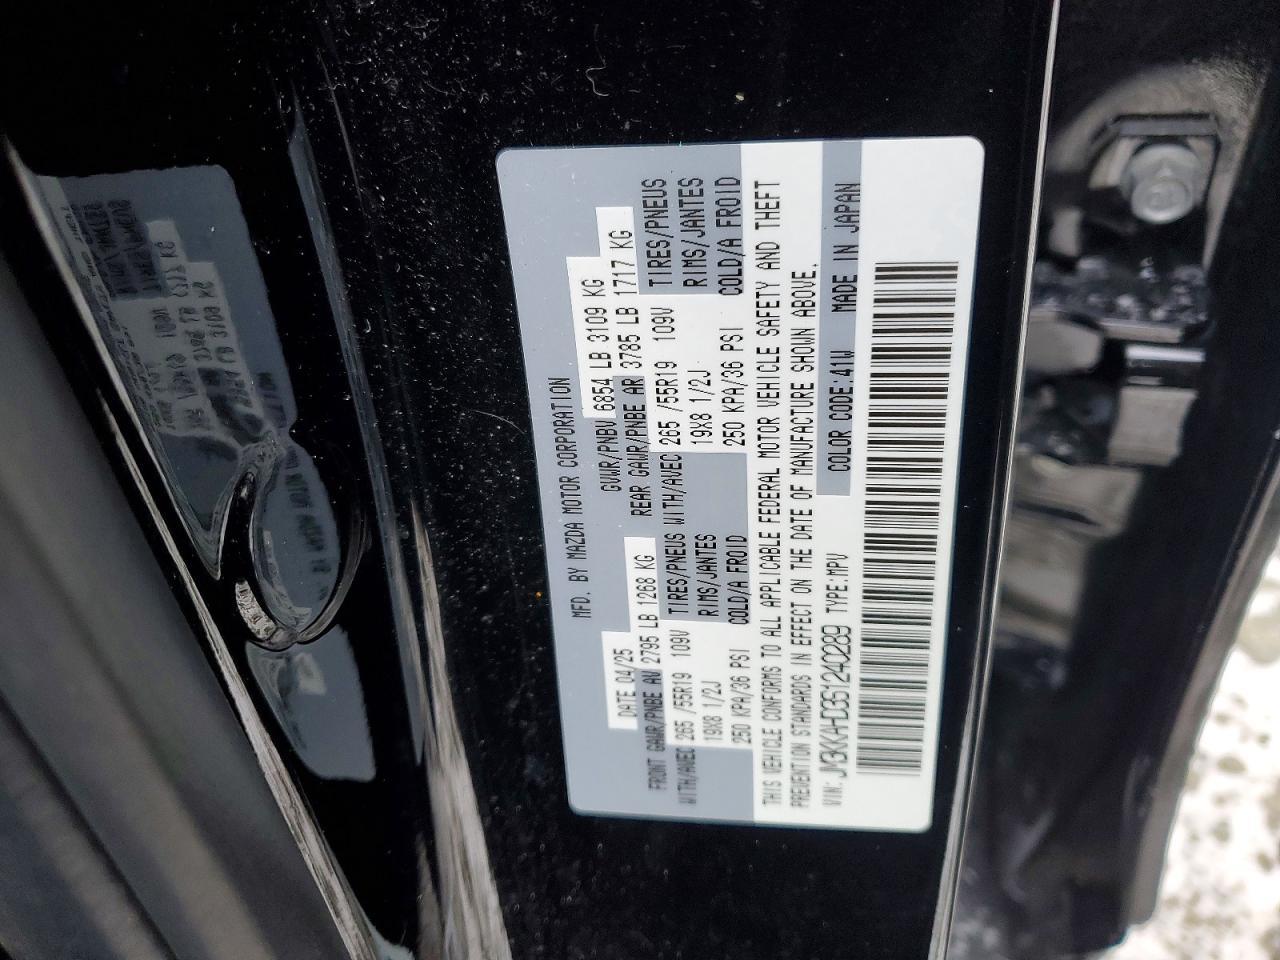 MFD. BY MAZDA MOTOR CORPORATION
DATE 04/25 GVWR/PNBV 6854 LB 3109 KG
FRONT GAWR/PNBE AV 2795 LB 1268 KG REAR GAWR/PNBE AR 3785 LB 1717 KG
WITH/AVEC 265 /55R19 109V TIRES/PNEUS WITH/AVEC 265 /55R19 109V TIRES/PNEUS
19X8 1/2J RIMS/JANTES 19X8 1/2J RIMS/JANTES
250 KPA/36 PSI COLD/A FROID 250 KPA/36 PSI COLD/A FROID
THIS VEHICLE CONFORMS TO ALL APPLICABLE FEDERAL MOTOR VEHICLE SAFETY AND THEFT
PREVENTION STANDARDS IN EFFECT ON THE DATE OF MANUFACTURE SHOWN ABOVE.
VIN: JM3KKAHD3S1240289 TYPE:MPV COLOR CODE:41W MADE IN JAPAN